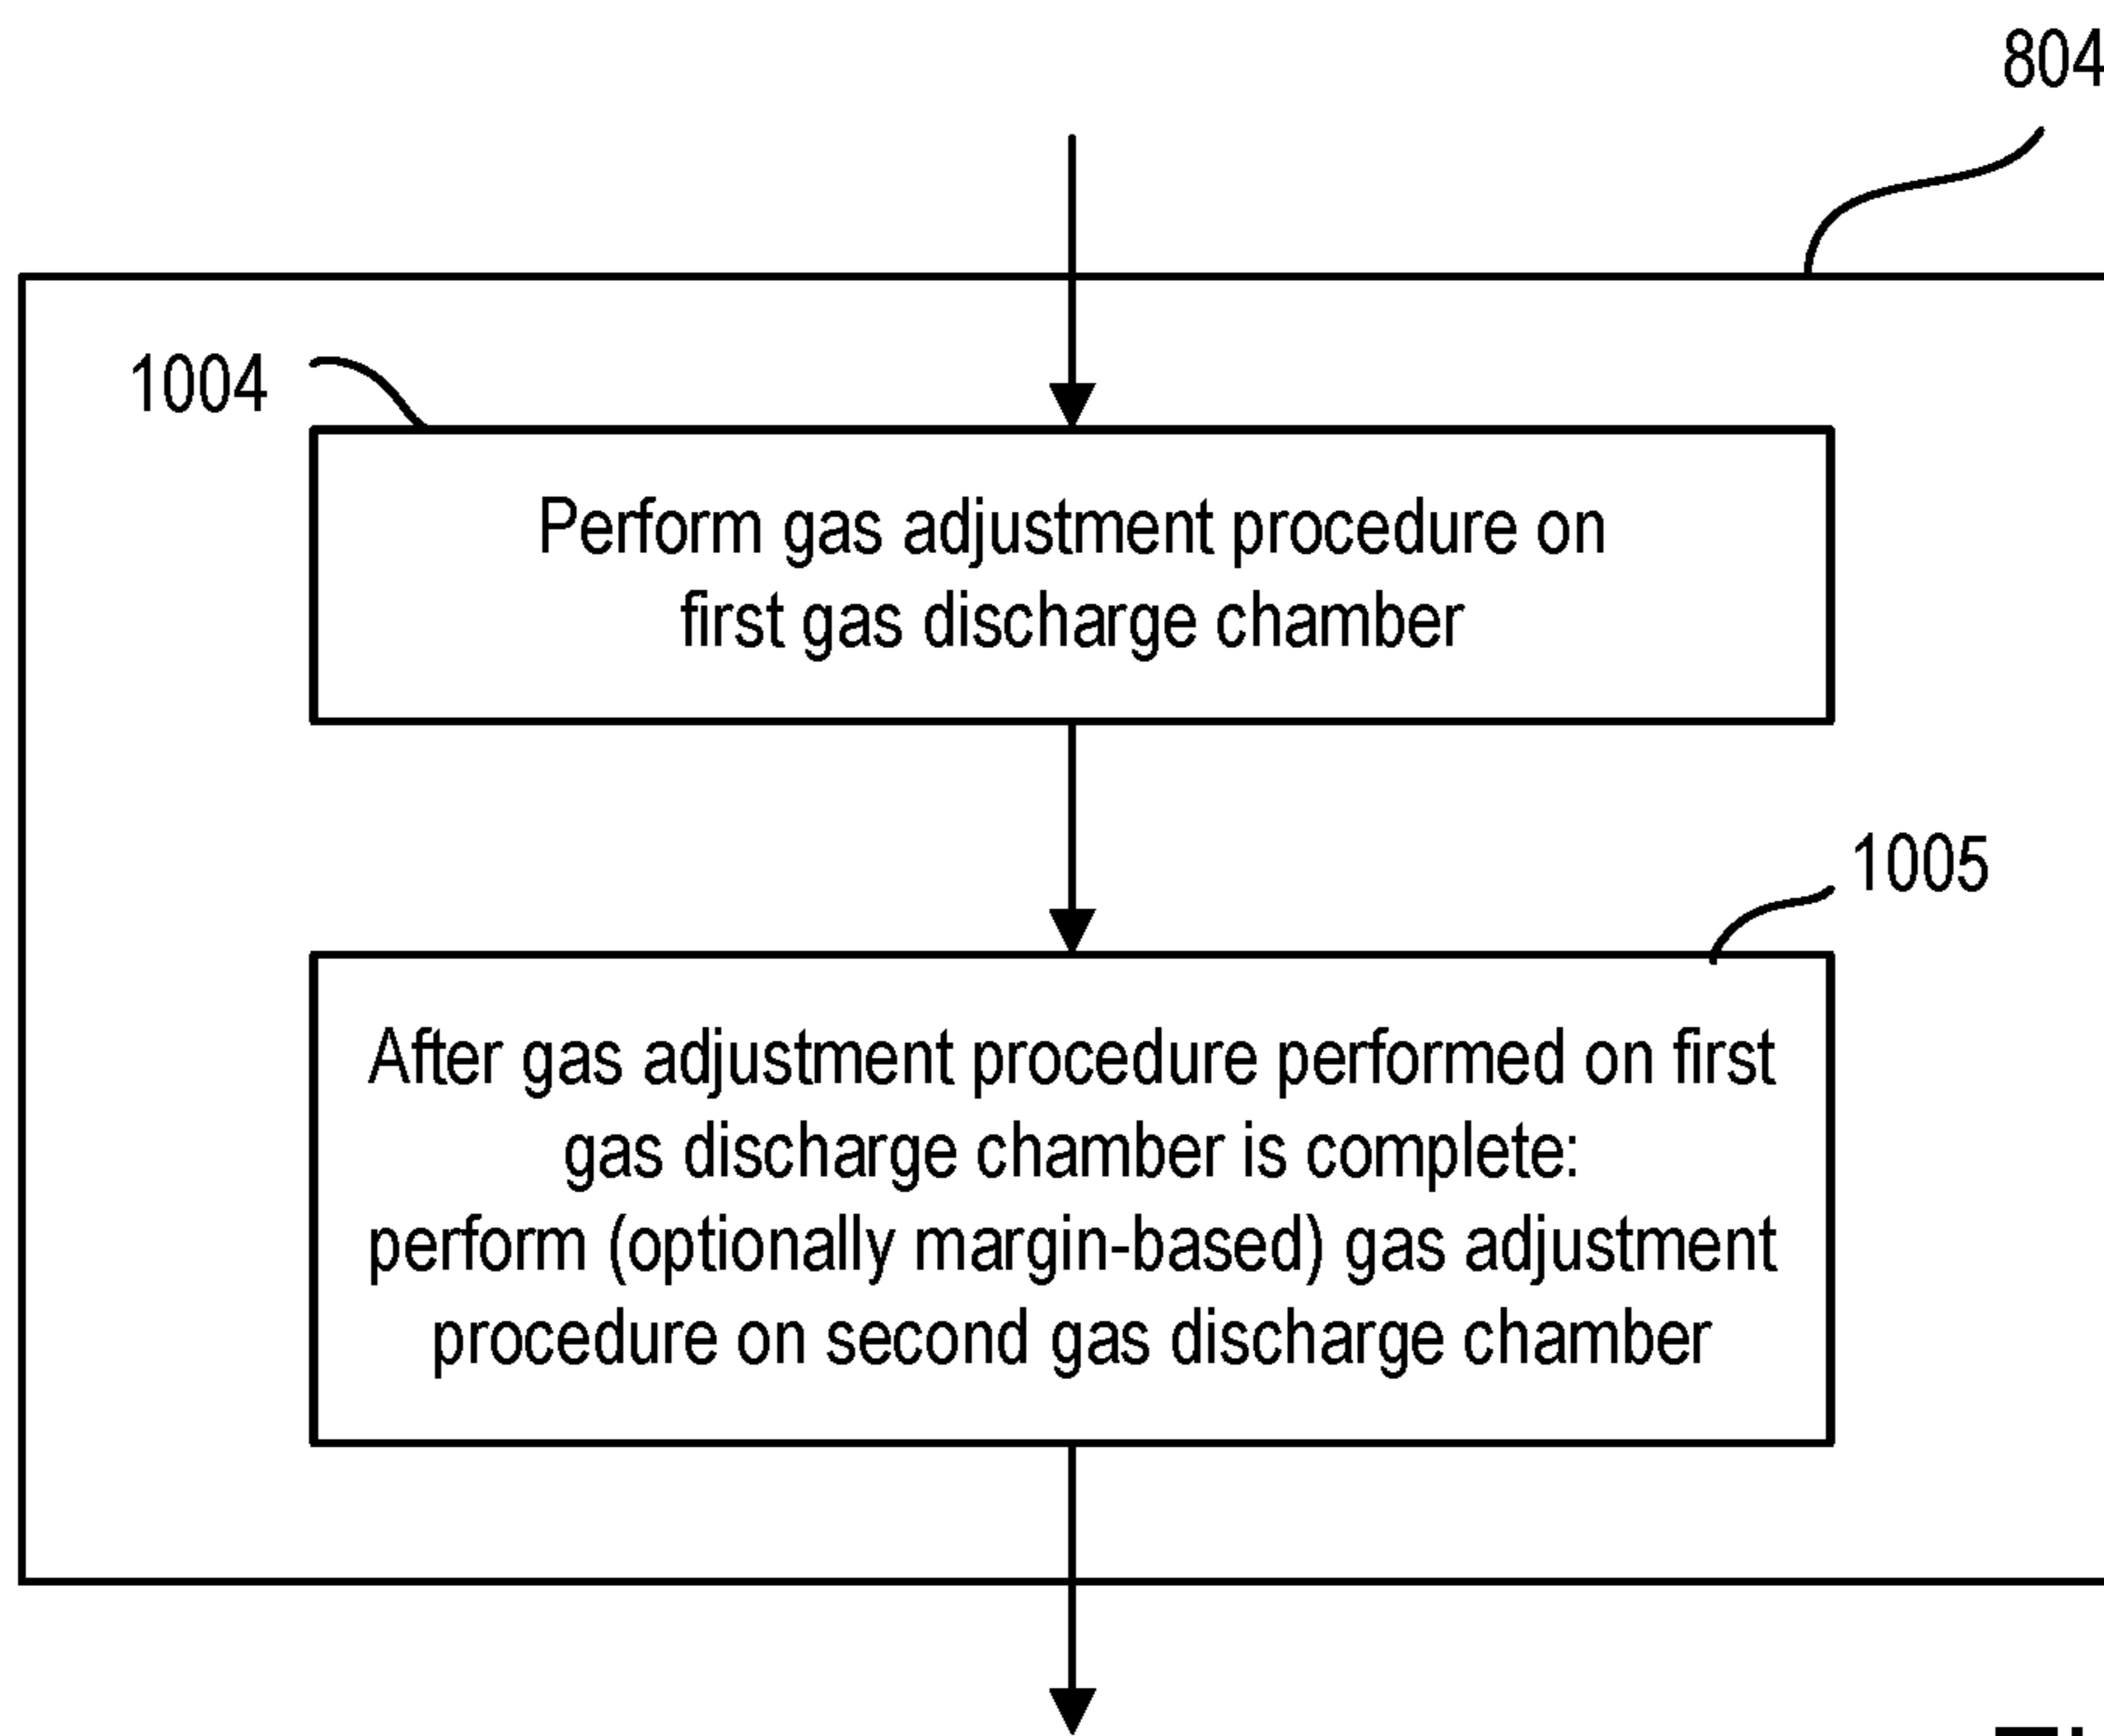 804
1004
Perform gas adjustment procedure on
first gas discharge chamber
1005
After gas adjustment procedure performed on first
gas discharge chamber is complete:
perform (optionally margin-based) gas adjustment
procedure on second gas discharge chamber